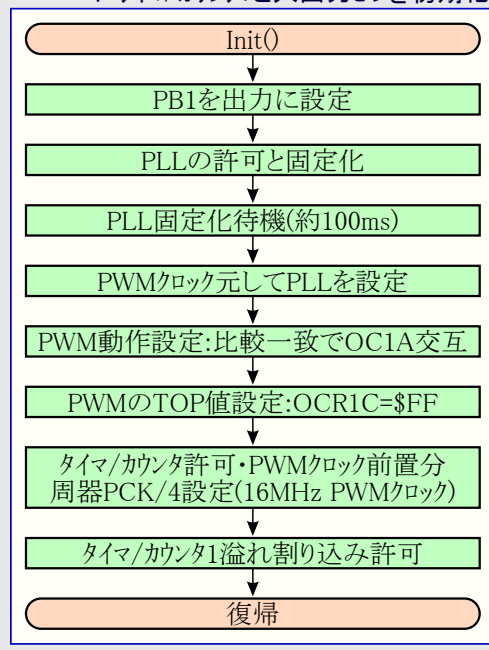 Init()
PB1を出力に設定
PLLの許可と固定化
PLL固定化待機(約100ms)
PWMｸﾛｯｸ元してPLLを設定
PWM動作設定:比較一致でOC1A交互
PWMのTOP値設定:OCR1C=$FF
ﾀｲﾏ/ｶｳﾝﾀ許可･PWMｸﾛｯｸ前置分
周器PCK/4設定(16MHz PWMｸﾛｯｸ)
ﾀｲﾏ/ｶｳﾝﾀ1溢れ割り込み許可
復帰